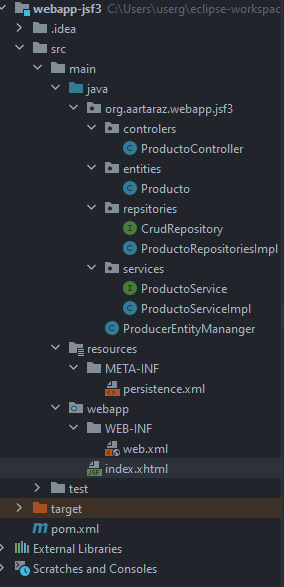 webapp-jsf3 C:\Users\userg\eclipse-workspac
.idea
src
main
java
org.aartaraz.webapp.jsf3
controlers
ProductoController
entities
Producto
repsitories
CrudRepository
ProductoRepositoriesImpl
services
ProductoService
ProductoServiceImpl
ProducerEntityMananger
resources
META-INF
persistence.xml
webapp
WEB-INF
web.xml
index.xhtml
test
target
pom.xml
External Libraries
Scratches and Consoles